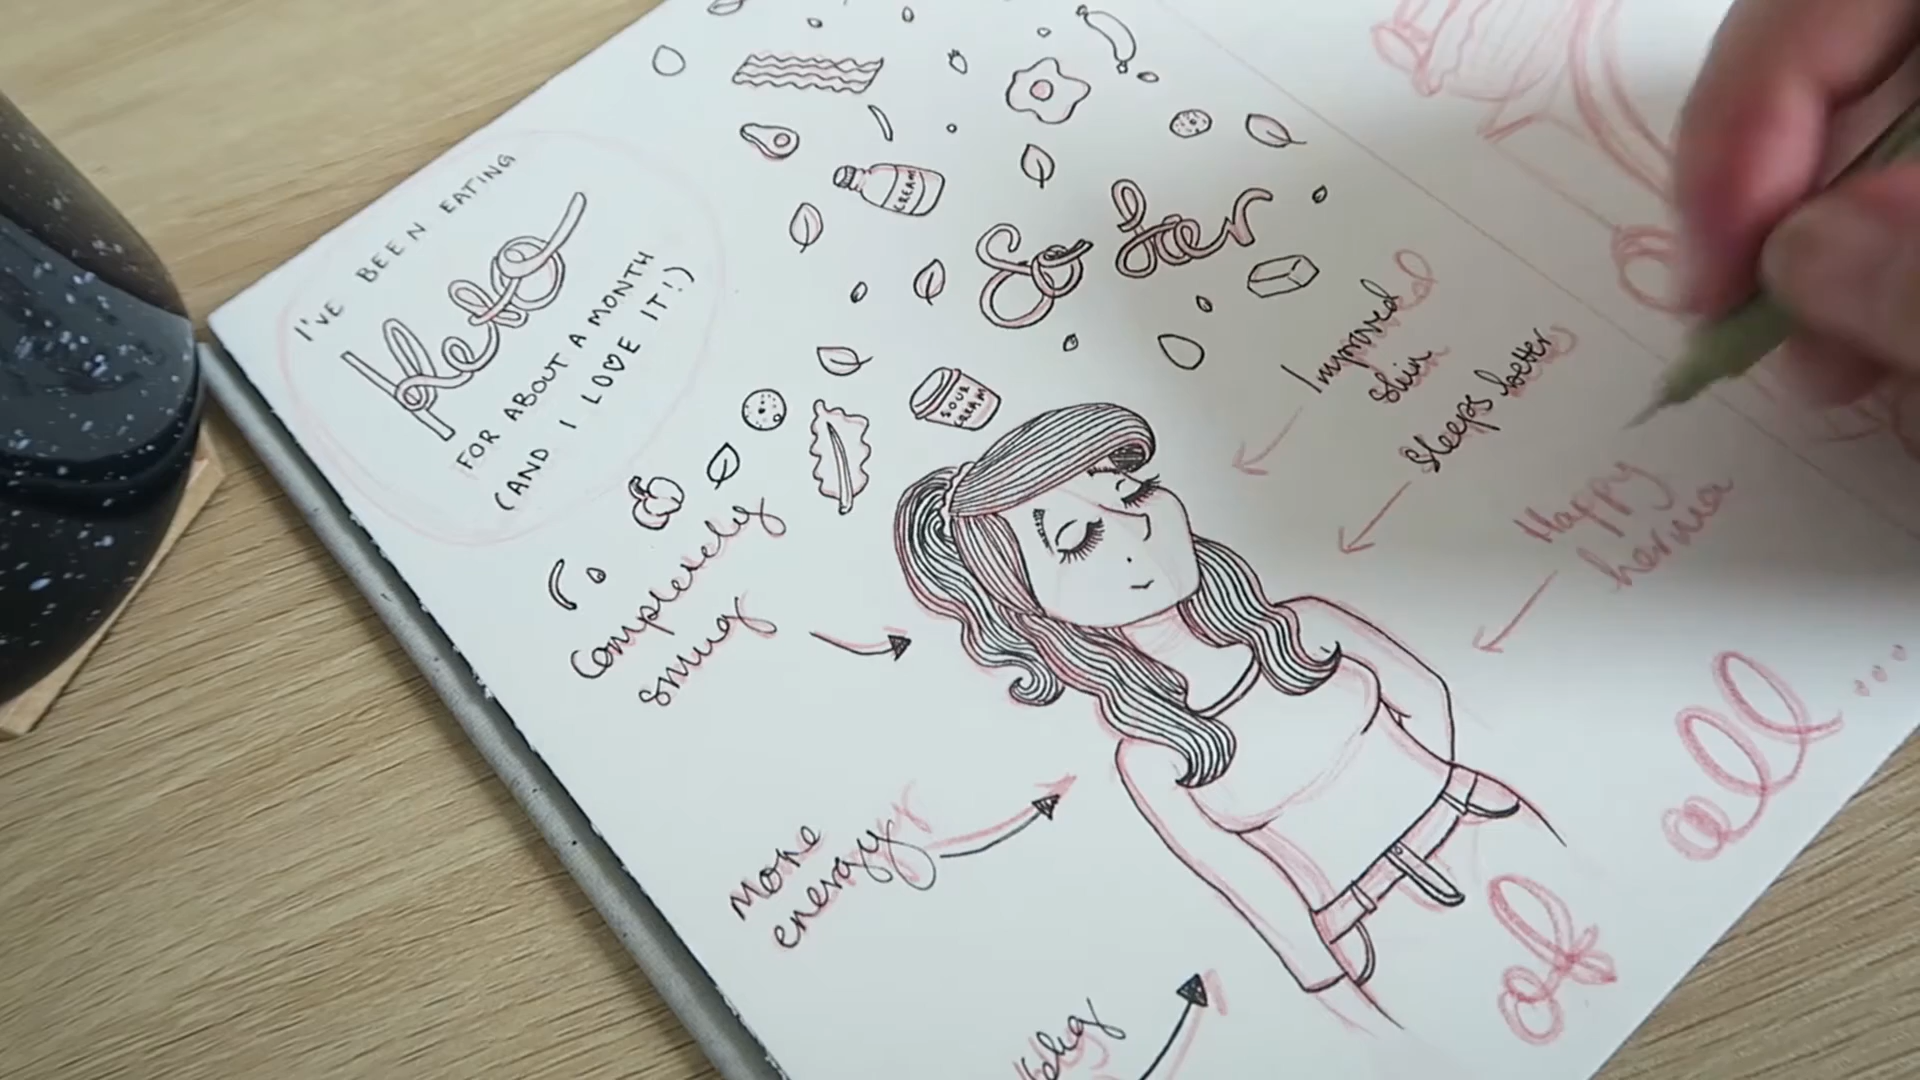 I'VE BEEN EATING
Keto
FOR ABOUT A MONTH
(AND I LOVE IT!)
CREAM
So far
SOUR
CREAM
Improved
skin
Sleeps better
Happy
Completely
smug
More
energy
all...
of